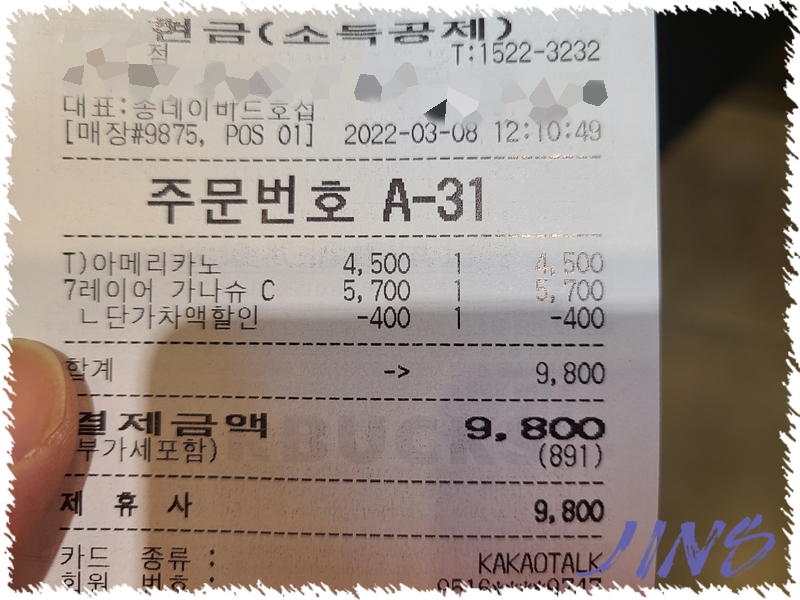 현금(소득공제)
점 T:1522-3232
대표:송데이비드호섭
[매장#9875, POS 01] 2022-03-08 12:10:49
주문번호 A-31
T)아메리카노 4,500 1 4,500
7레이어 가나슈 C 5,700 1 5,700
ㄴ단가차액할인 -400 1 -400
합계 -> 9,800
결제금액 9,800
부가세포함) (891)
제 휴 사 9,800
카드 종류 : KAKAOTALK
회원 번호 : 9516****9747
JINS